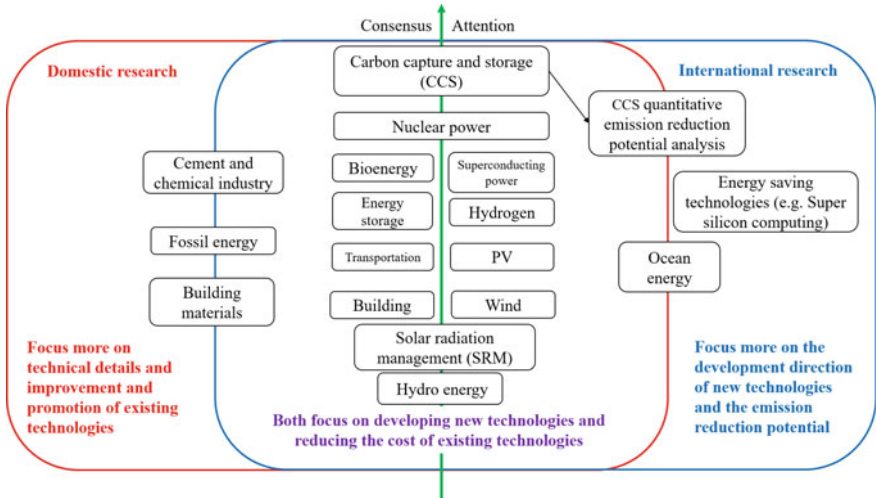 Consensus Attention
Domestic research
International research
Carbon capture and storage
(CCS)
CCS quantitative
emission reduction
potential analysis
Nuclear power
Cement and
chemical industry
Bioenergy
Superconducting
power
Energy saving
technologies (e.g. Super
silicon computing)
Energy
storage
Hydrogen
Fossil energy
Transportation
PV
Ocean
energy
Building
materials
Building
Wind
Solar radiation
management (SRM)
Hydro energy
Focus more on
technical details and
improvement and
promotion of existing
technologies
Both focus on developing new technologies and
reducing the cost of existing technologies
Focus more on the
development direction
of new technologies
and the emission
reduction potential